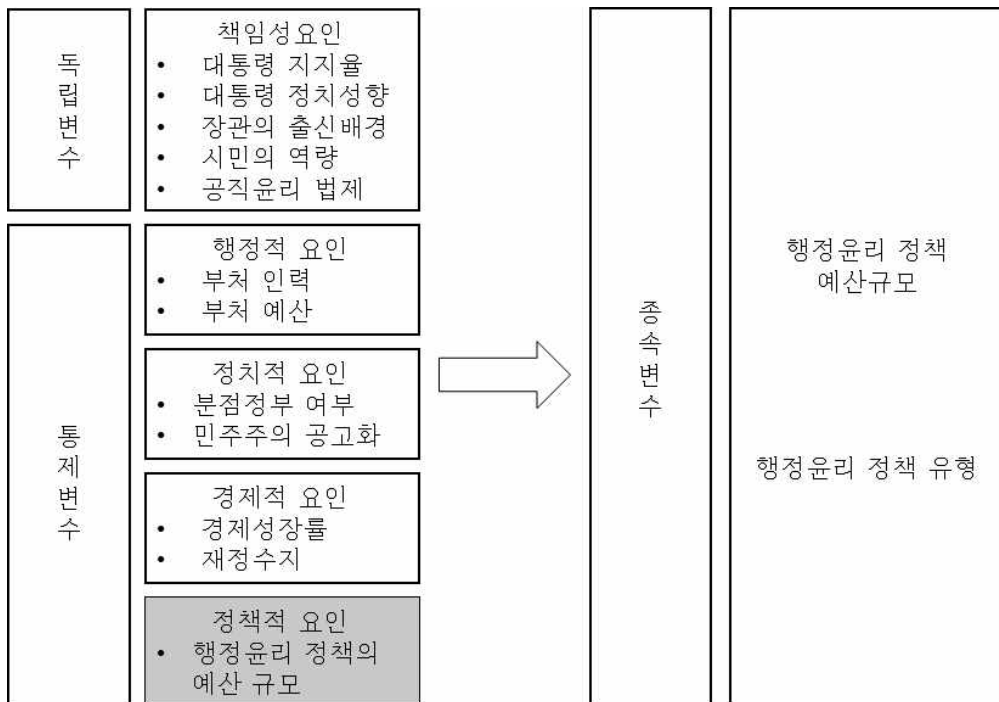 독립변수
책임성요인
• 대통령 지지율
• 대통령 정치성향
• 장관의 출신배경
• 시민의 역량
• 공직윤리 법제
통제변수
행정적 요인
• 부처 인력
• 부처 예산
정치적 요인
• 분점정부 여부
• 민주주의 공고화
경제적 요인
• 경제성장률
• 재정수지
정책적 요인
• 행정윤리 정책의
예산 규모
종속변수
행정윤리 정책
예산규모
행정윤리 정책 유형